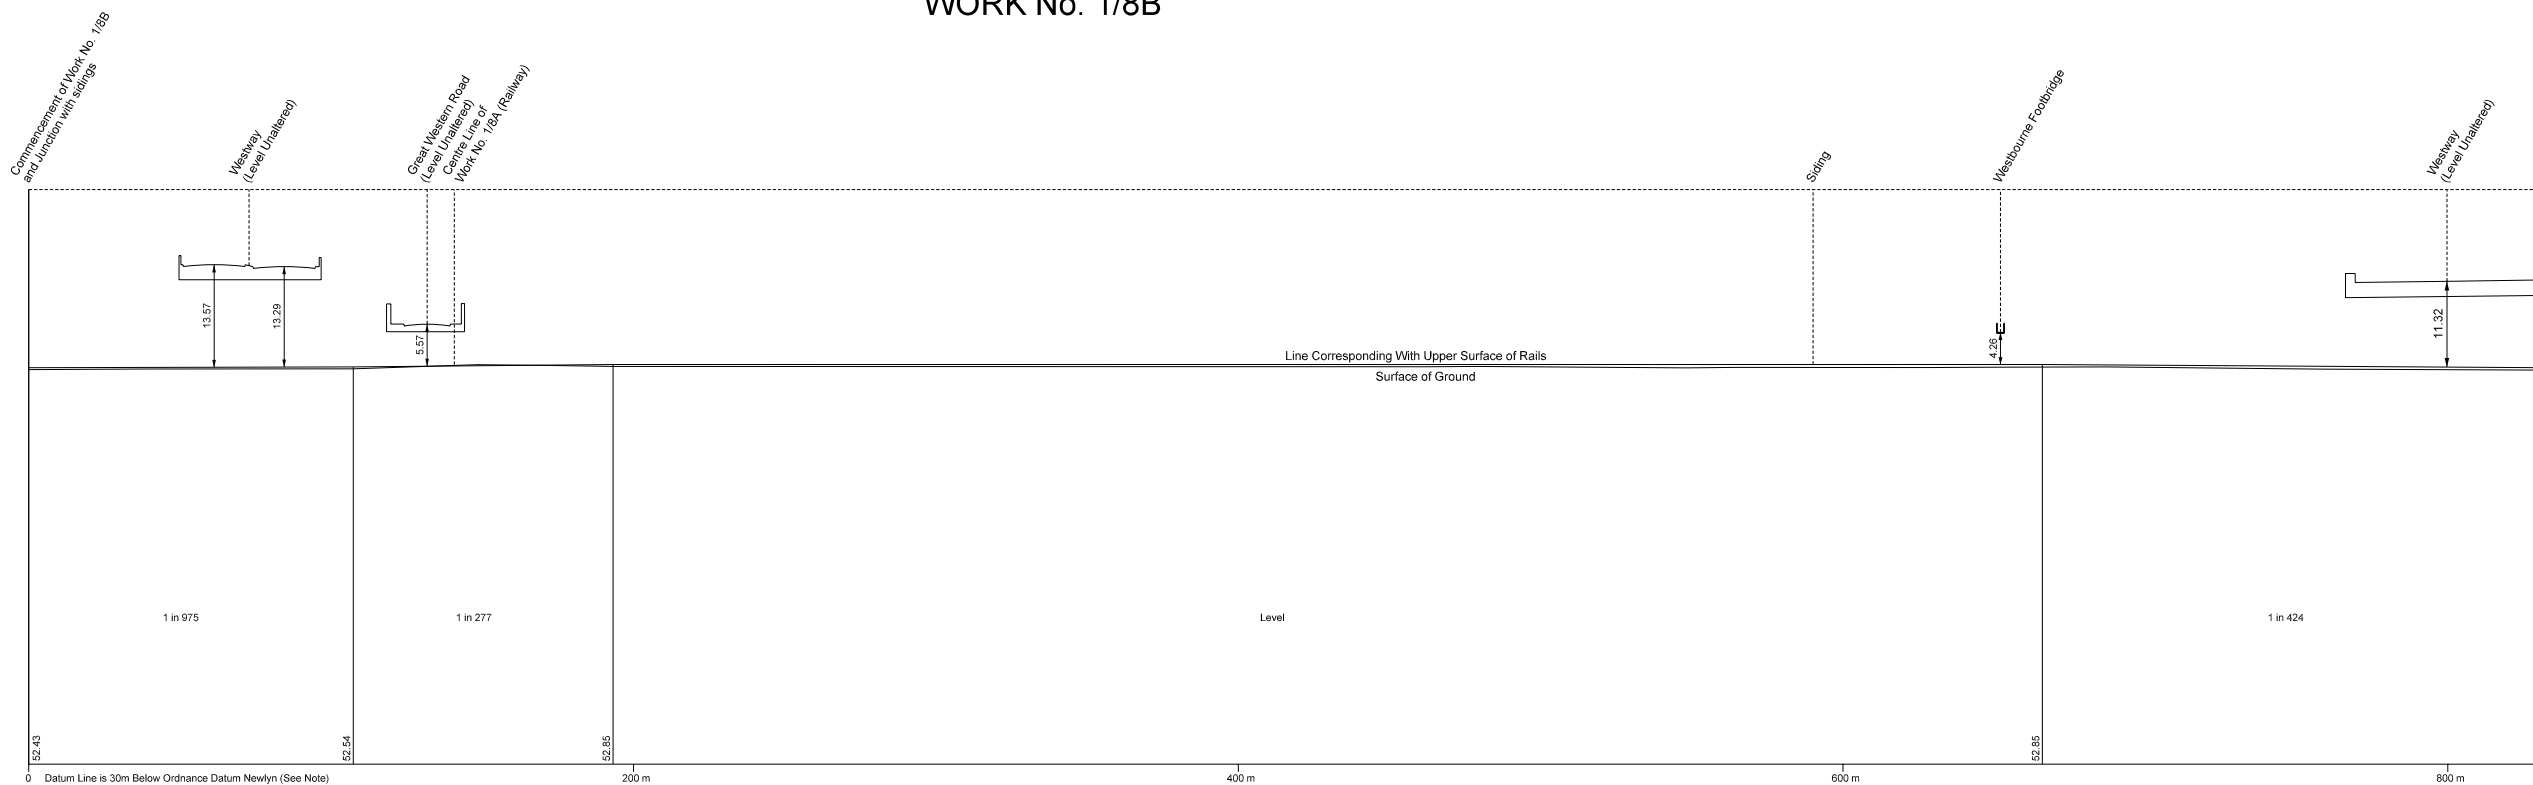 WORK No. 1/8B
Commencement of Work No. 1/8B
and Junction with sidings
Westway
(Level Unaltered)
Great Western Road
(Level Unaltered)
Centre Line of
Work No. 1/8A (Railway)
Siding
Westbourne Footbridge
Westway
(Level Unaltered)
13.57
13.29
5.57
4.26
11.32
Line Corresponding With Upper Surface of Rails
Surface of Ground
1 in 975
1 in 277
Level
1 in 424
52.43
52.54
52.85
52.85
0
Datum Line is 30m Below Ordnance Datum Newlyn (See Note)
200 m
400 m
600 m
800 m